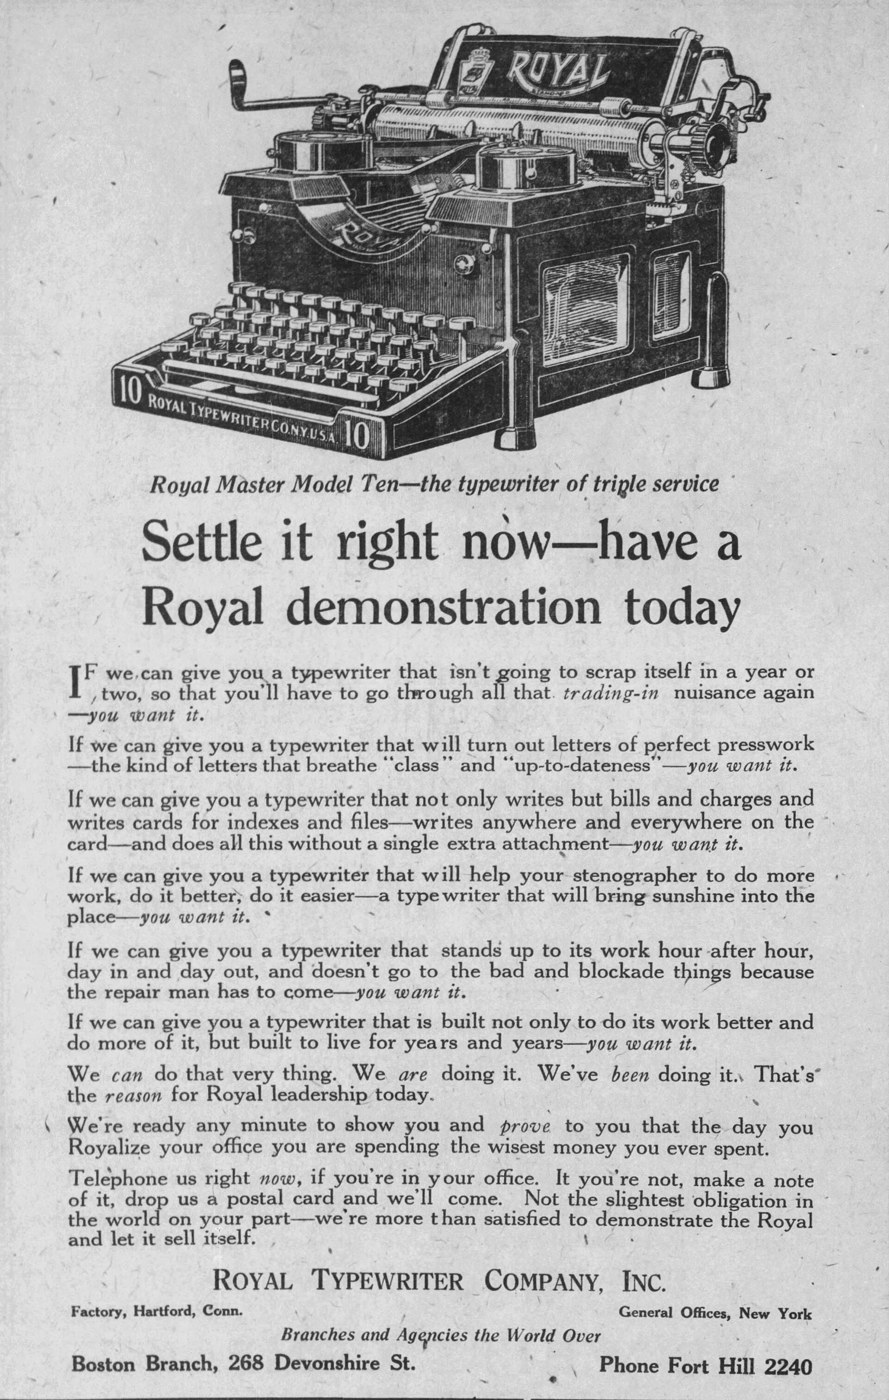 ROYAL
ROYAL
10 ROYAL TYPEWRITER CO. N.Y. U.S.A. 10
Royal Master Model Ten—the typewriter of triple service
Settle it right now—have a
Royal demonstration today
IF we can give you a typewriter that isn't going to scrap itself in a year or
two, so that you'll have to go through all that trading-in nuisance again
—you want it.
If we can give you a typewriter that will turn out letters of perfect presswork
—the kind of letters that breathe "class" and "up-to-dateness"—you want it.
If we can give you a typewriter that not only writes but bills and charges and
writes cards for indexes and files—writes anywhere and everywhere on the
card—and does all this without a single extra attachment—you want it.
If we can give you a typewriter that will help your stenographer to do more
work, do it better, do it easier—a typewriter that will bring sunshine into the
place—you want it.
If we can give you a typewriter that stands up to its work hour after hour,
day in and day out, and doesn't go to the bad and blockade things because
the repair man has to come—you want it.
If we can give you a typewriter that is built not only to do its work better and
do more of it, but built to live for years and years—you want it.
We can do that very thing. We are doing it. We've been doing it. That's
the reason for Royal leadership today.
We're ready any minute to show you and prove to you that the day you
Royalize your office you are spending the wisest money you ever spent.
Telephone us right now, if you're in your office. It you're not, make a note
of it, drop us a postal card and we'll come. Not the slightest obligation in
the world on your part—we're more than satisfied to demonstrate the Royal
and let it sell itself.
ROYAL TYPEWRITER COMPANY, INC.
Factory, Hartford, Conn. General Offices, New York
Branches and Agencies the World Over
Boston Branch, 268 Devonshire St. Phone Fort Hill 2240